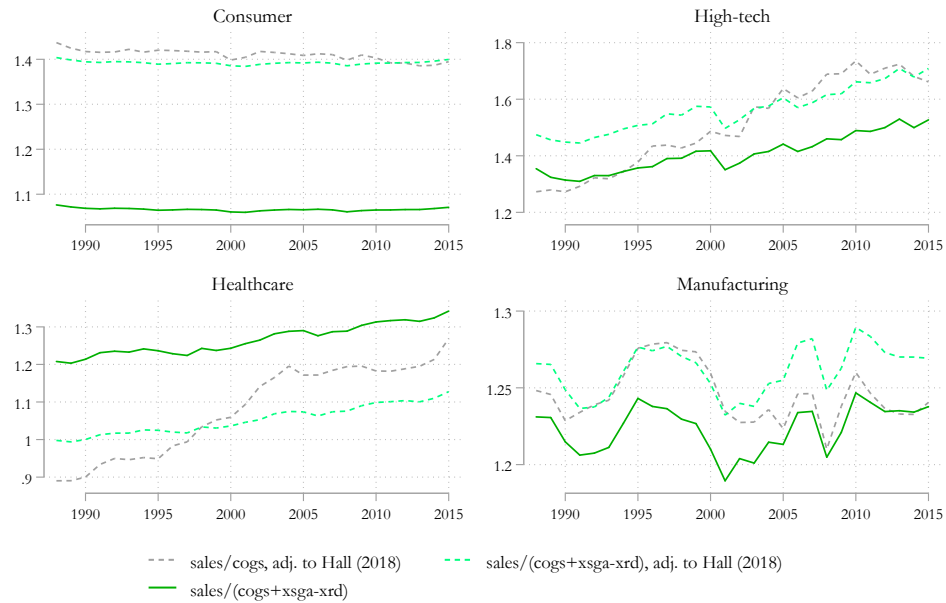 Consumer
1.4
1.3
1.2
1.1
1990 1995 2000 2005 2010 2015
High-tech
1.8
1.6
1.4
1.2
1990 1995 2000 2005 2010 2015
Healthcare
1.3
1.2
1.1
1
.9
1990 1995 2000 2005 2010 2015
Manufacturing
1.3
1.25
1.2
1990 1995 2000 2005 2010 2015
sales/cogs, adj. to Hall (2018)
sales/(cogs+xsga-xrd), adj. to Hall (2018)
sales/(cogs+xsga-xrd)